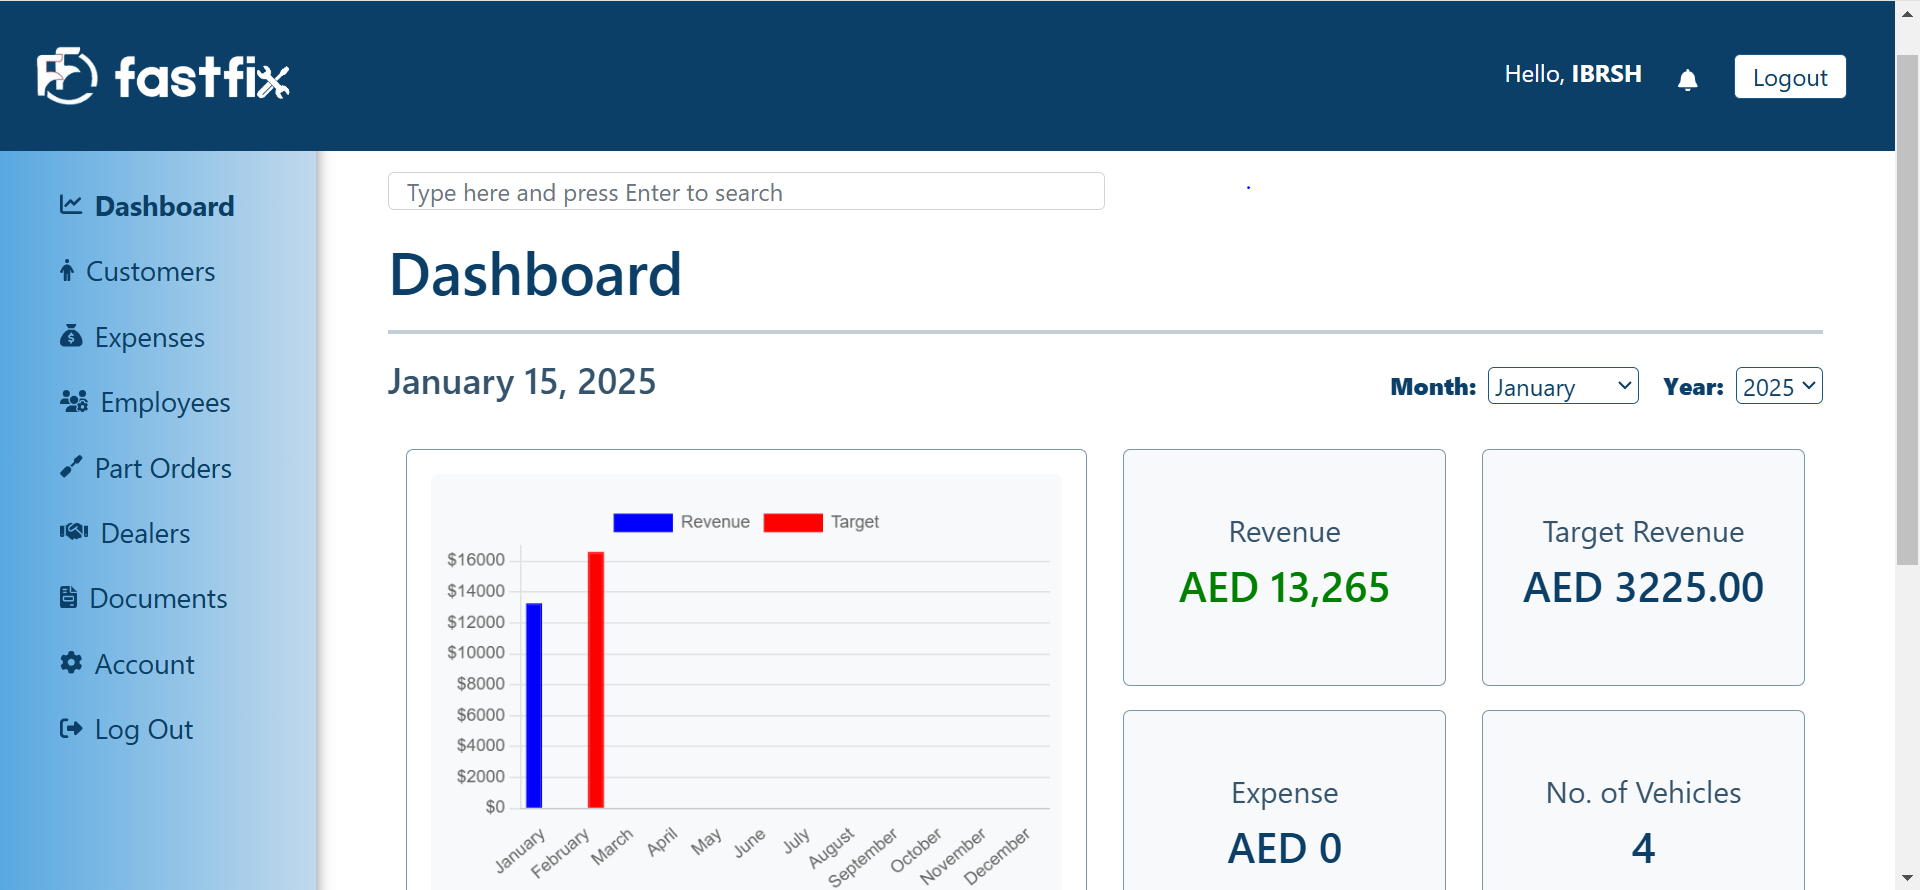 fastfix
Hello, IBRSH
Logout
Dashboard
Customers
Expenses
Employees
Part Orders
Dealers
Documents
Account
Log Out
Type here and press Enter to search
Dashboard
January 15, 2025
Month: January Year: 2025
Revenue Target
$16000
$14000
$12000
$10000
$8000
$6000
$4000
$2000
$0
January February March April May June July August September October November December
Revenue
AED 13,265
Target Revenue
AED 3225.00
Expense
AED 0
No. of Vehicles
4